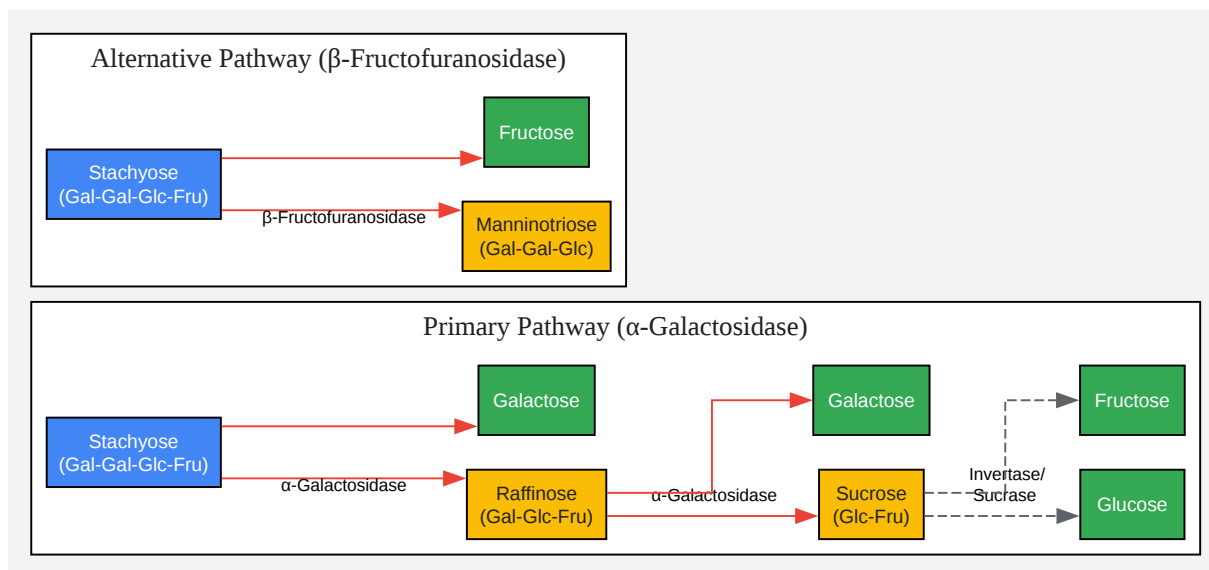 Alternative Pathway (β-Fructofuranosidase)
Fructose
Stachyose
(Gal-Gal-Glc-Fru)
β-Fructofuranosidase
Manninotriose
(Gal-Gal-Glc)
Primary Pathway (α-Galactosidase)
Galactose
Galactose
Fructose
Stachyose
(Gal-Gal-Glc-Fru)
α-Galactosidase
Raffinose
(Gal-Glc-Fru)
α-Galactosidase
Sucrose
(Glc-Fru)
Invertase/
Sucrase
Glucose